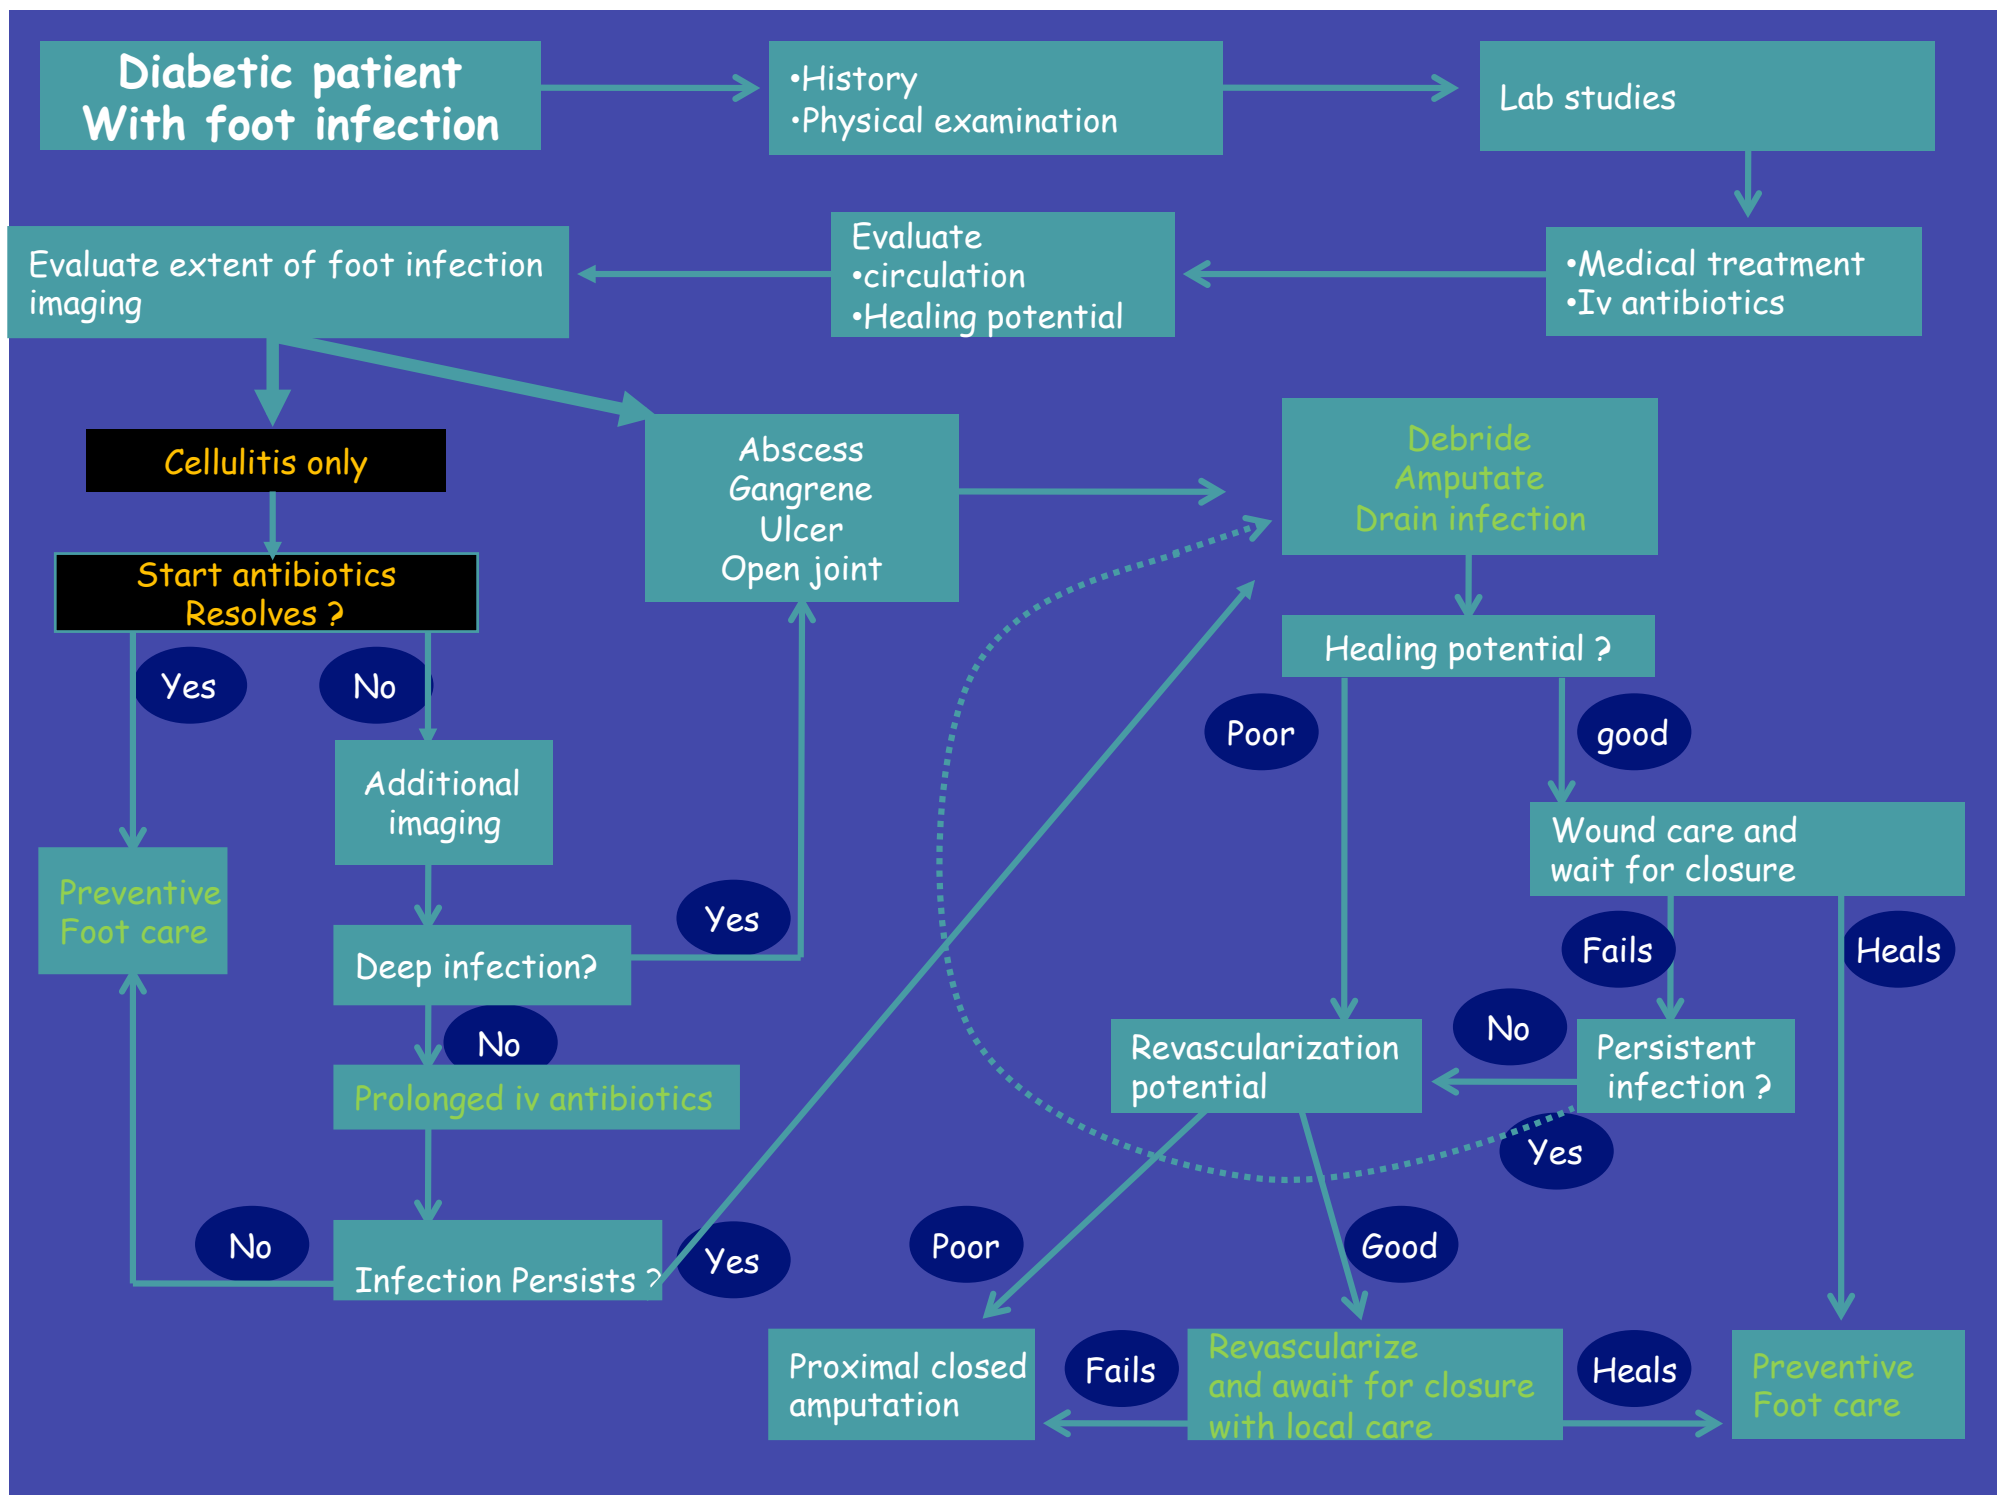 Diabetic patient
With foot infection
•History
•Physical examination
Lab studies
Evaluate extent of foot infection
imaging
Evaluate
•circulation
•Healing potential
•Medical treatment
•Iv antibiotics
Cellulitis only
Start antibiotics
Resolves ?
Yes
No
Additional
imaging
Preventive
Foot care
Deep infection?
Yes
No
Prolonged iv antibiotics
Infection Persists ?
No
Yes
Abscess
Gangrene
Ulcer
Open joint
Debride
Amputate
Drain infection
Healing potential ?
Poor
good
Wound care and
wait for closure
Fails
Heals
Persistent
infection ?
No
Yes
Revascularization
potential
Poor
Good
Proximal closed
amputation
Fails
Revascularize
and await for closure
with local care
Heals
Preventive
Foot care